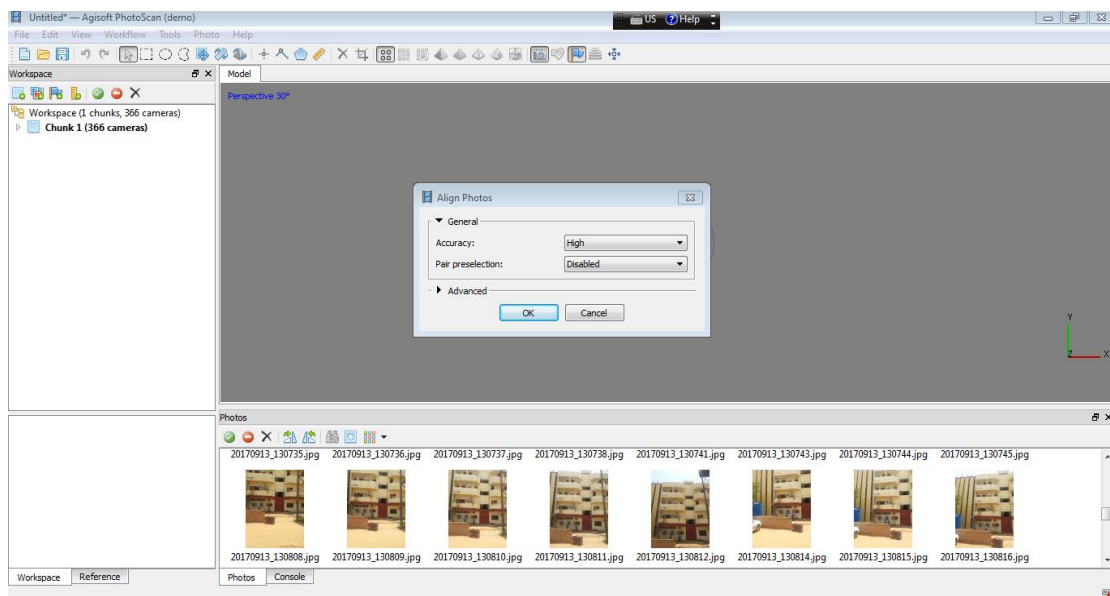 Untitled* — Agisoft PhotoScan (demo)
US Help
File Edit View Workflow Tools Photo Help
Workspace
Model
Perspective 30°
Workspace (1 chunks, 366 cameras)
Chunk 1 (366 cameras)
Align Photos
General
Accuracy: High
Pair preselection: Disabled
Advanced
OK Cancel
Y
Z X
Photos
20170913_130735.jpg 20170913_130736.jpg 20170913_130737.jpg 20170913_130738.jpg 20170913_130741.jpg 20170913_130743.jpg 20170913_130744.jpg 20170913_130745.jpg
20170913_130808.jpg 20170913_130809.jpg 20170913_130810.jpg 20170913_130811.jpg 20170913_130812.jpg 20170913_130814.jpg 20170913_130815.jpg 20170913_130816.jpg
Workspace Reference
Photos Console